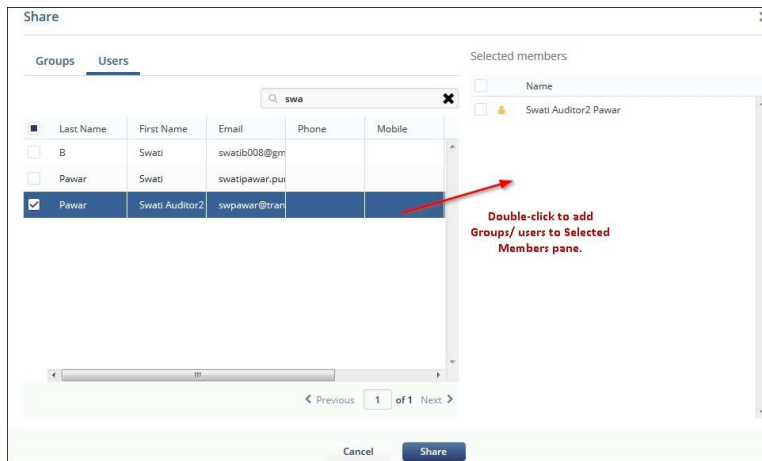 Share
Groups Users
swa
Last Name First Name Email Phone Mobile
B Swati swatib008@gm
Pawar Swati swatipawar.pu
Pawar Swati Auditor2 swpawar@tran
Previous 1 of 1 Next
Selected members
Name
Swati Auditor2 Pawar
Double-click to add
Groups/ users to Selected
Members pane.
Cancel Share